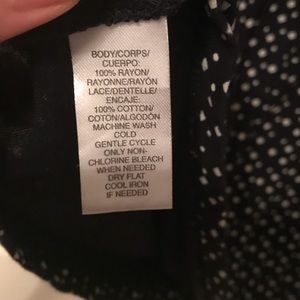 BODY/CORPS/
CUERPO:
100% RAYON/
RAYONNE/RAYÓN
LACE/DENTELLE/
ENCAJE:
100% COTTON/
COTON/ALGODÓN
MACHINE WASH
COLD
GENTLE CYCLE
ONLY NON-
CHLORINE BLEACH
WHEN NEEDED
DRY FLAT
COOL IRON
IF NEEDED